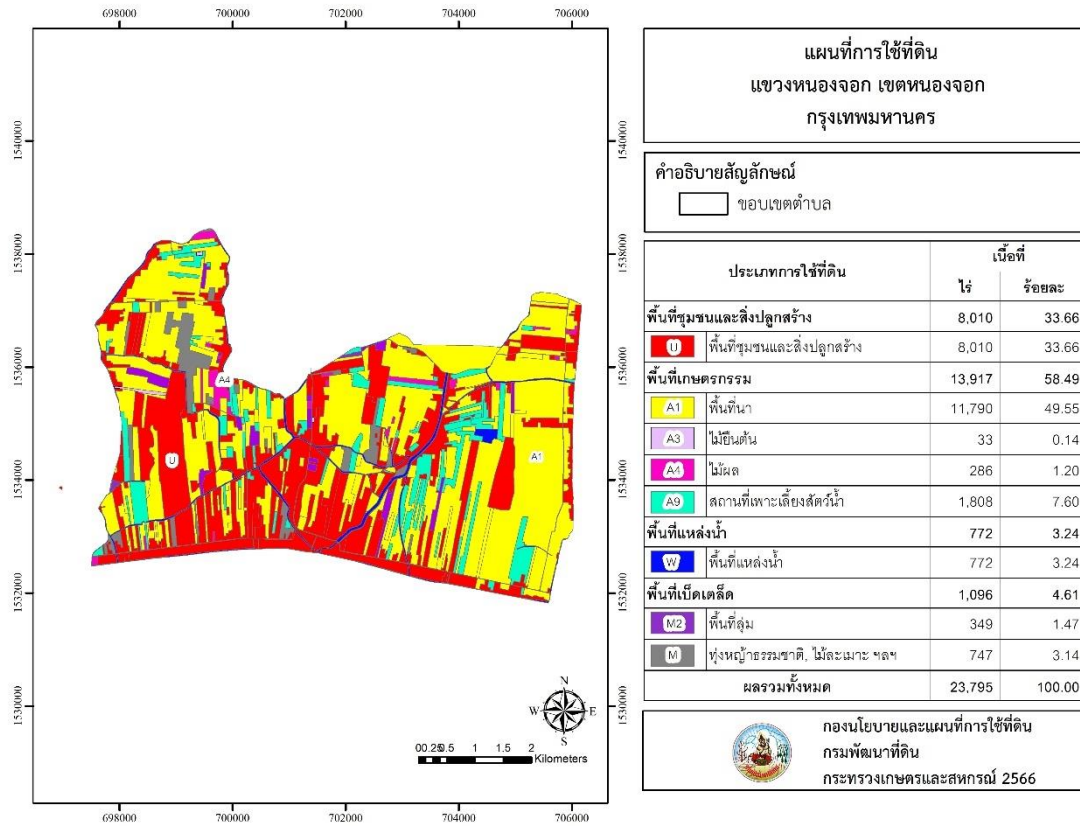 698000 700000 702000 704000 706000
1540000 1540000
1538000 1538000
1536000 1536000
1534000 1534000
1532000 1532000
1530000 1530000
A4
U
A1
N
W E
S
00.250.5 1 1.5 2
Kilometers
698000 700000 702000 704000 706000
แผนที่การใช้ที่ดิน
แขวงหนองจอก เขตหนองจอก
กรุงเทพมหานคร
คำอธิบายสัญลักษณ์
ขอบเขตตำบล
ประเภทการใช้ที่ดิน เนื้อที่
ไร่ ร้อยละ
พื้นที่ชุมชนและสิ่งปลูกสร้าง 8,010 33.66
U พื้นที่ชุมชนและสิ่งปลูกสร้าง 8,010 33.66
พื้นที่เกษตรกรรม 13,917 58.49
A1 พื้นที่นา 11,790 49.55
A3 ไม้ยืนต้น 33 0.14
A4 ไม้ผล 286 1.20
A9 สถานที่เพาะเลี้ยงสัตว์น้ำ 1,808 7.60
พื้นที่แหล่งน้ำ 772 3.24
W พื้นที่แหล่งน้ำ 772 3.24
พื้นที่เบ็ดเตล็ด 1,096 4.61
M2 พื้นที่ลุ่ม 349 1.47
M ทุ่งหญ้าธรรมชาติ, ไม้ละเมาะ ฯลฯ 747 3.14
ผลรวมทั้งหมด 23,795 100.00
กองนโยบายและแผนที่การใช้ที่ดิน
กรมพัฒนาที่ดิน
กระทรวงเกษตรและสหกรณ์ 2566